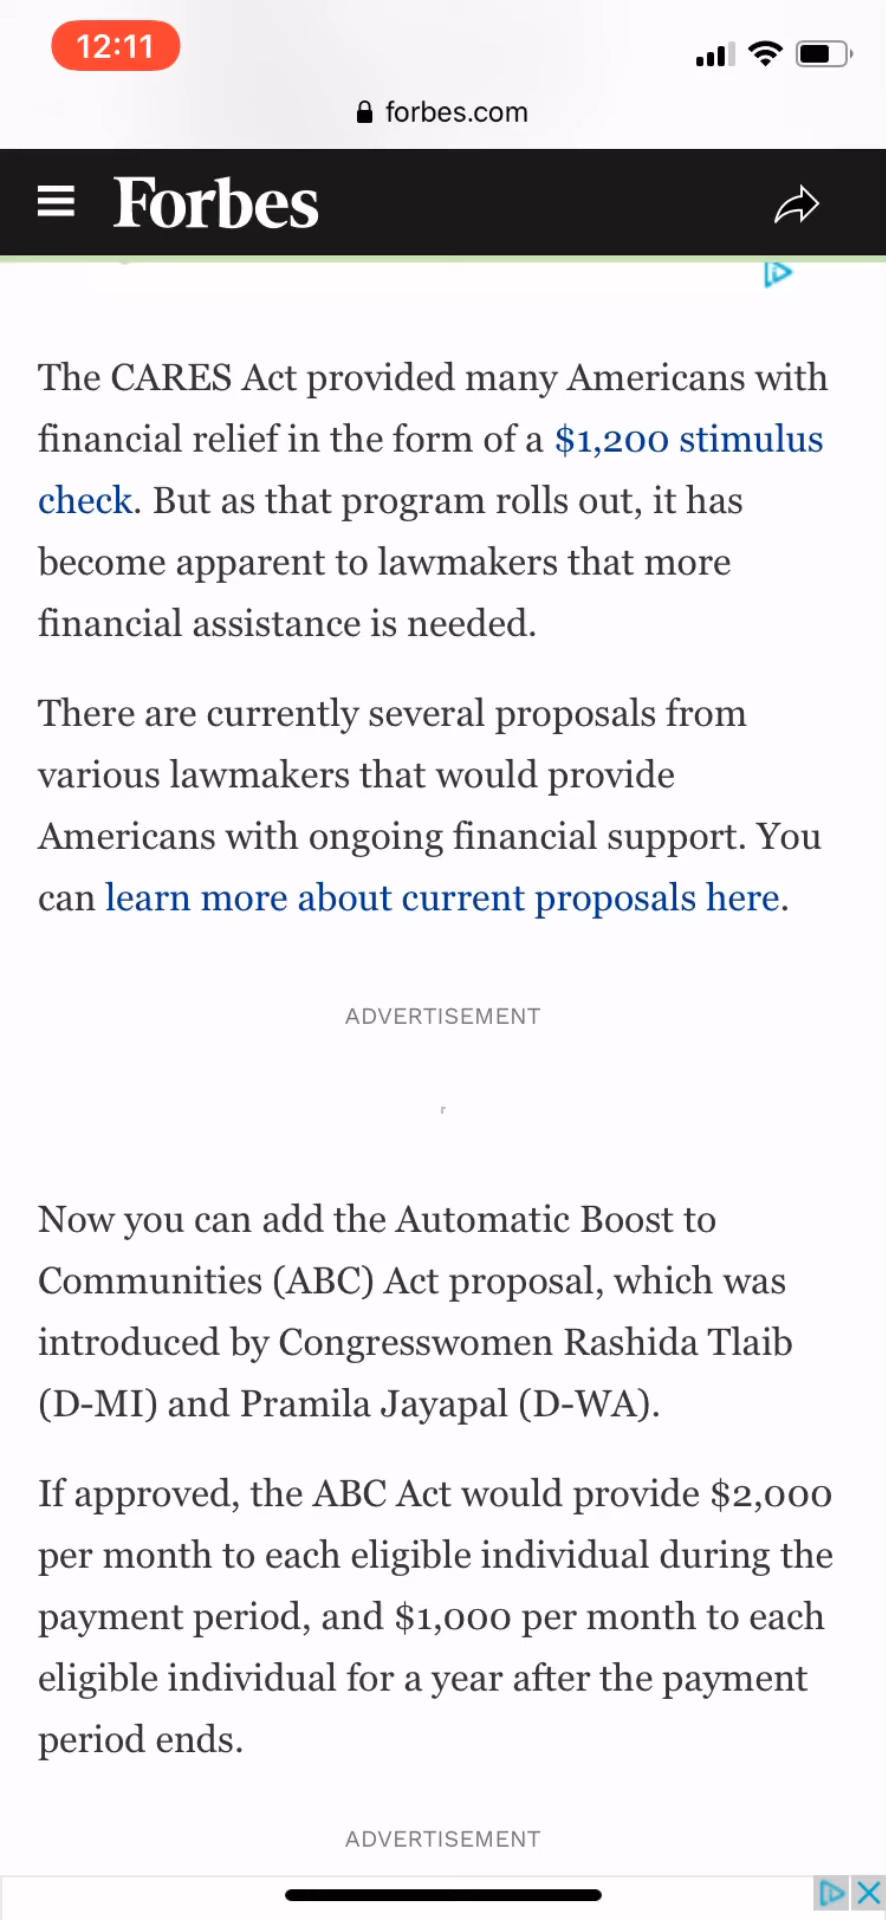 12:11
forbes.com
Forbes
The CARES Act provided many Americans with
financial relief in the form of a $1,200 stimulus
check. But as that program rolls out, it has
become apparent to lawmakers that more
financial assistance is needed.
There are currently several proposals from
various lawmakers that would provide
Americans with ongoing financial support. You
can learn more about current proposals here.
ADVERTISEMENT
Now you can add the Automatic Boost to
Communities (ABC) Act proposal, which was
introduced by Congresswomen Rashida Tlaib
(D-MI) and Pramila Jayapal (D-WA).
If approved, the ABC Act would provide $2,000
per month to each eligible individual during the
payment period, and $1,000 per month to each
eligible individual for a year after the payment
period ends.
ADVERTISEMENT